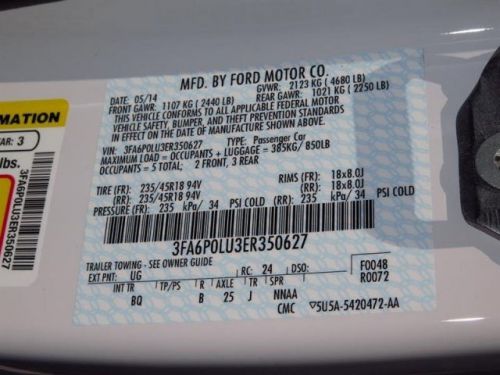 MFD. BY FORD MOTOR CO.
DATE: 05/14 GVWR: 2123 KG ( 4680 LB)
FRONT GAWR: 1107 KG ( 2440 LB) REAR GAWR: 1021 KG ( 2250 LB)
THIS VEHICLE CONFORMS TO ALL APPLICABLE FEDERAL MOTOR
VEHICLE SAFETY, BUMPER, AND THEFT PREVENTION STANDARDS
IN EFFECT ON THE DATE OF MANUFACTURE SHOWN ABOVE.
VIN: 3FA6P0LU3ER350627 TYPE: Passenger Car
MAXIMUM LOAD = OCCUPANTS + LUGGAGE = 385KG/ 850LB
OCCUPANTS = 5 TOTAL; 2 FRONT, 3 REAR
TIRE (FR): 235/45R18 94V RIMS (FR): 18x8.0J
(RR): 235/45R18 94V (RR): 18x8.0J
PRESSURE (FR): 235 kPa/ 34 PSI COLD (RR): 235 kPa/ 34 PSI COLD
3FA6P0LU3ER350627
TRAILER TOWING - SEE OWNER GUIDE
EXT PNT: UG RC: 24 DSO: F0048
R0072
INT TR TP/PS R AXLE TR SPR
BQ B 25 J NNAA
CMC ▽5U5A-5420472-AA
MATION
AR: 3
lbs.
3FA6P0LU3ER350627